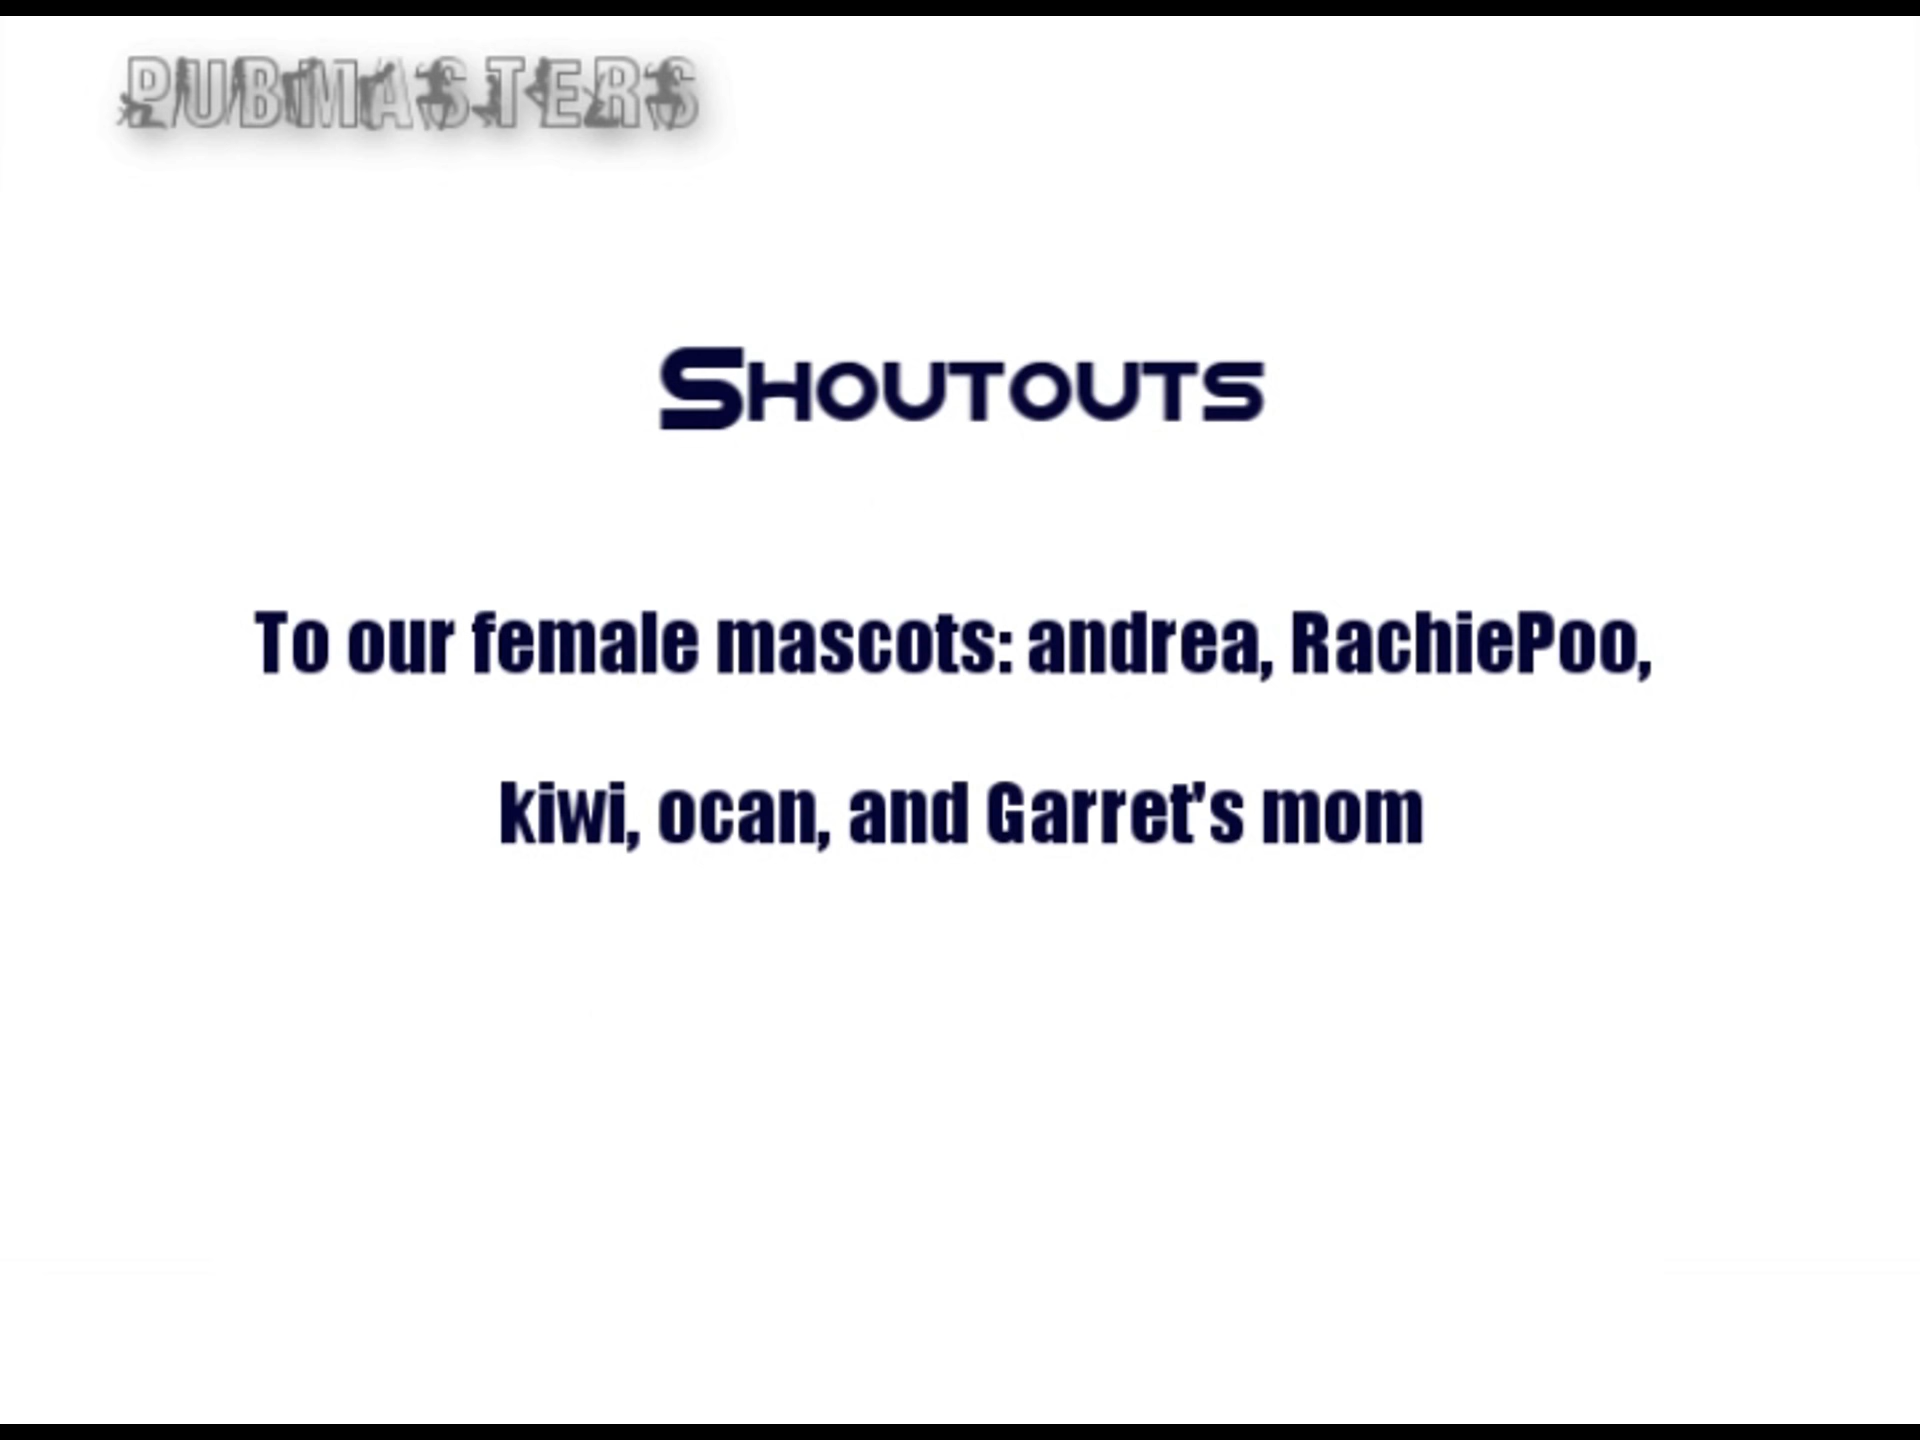 PUBMASTERS
Shoutouts
To our female mascots: andrea, RachiePoo,
kiwi, ocan, and Garret's mom